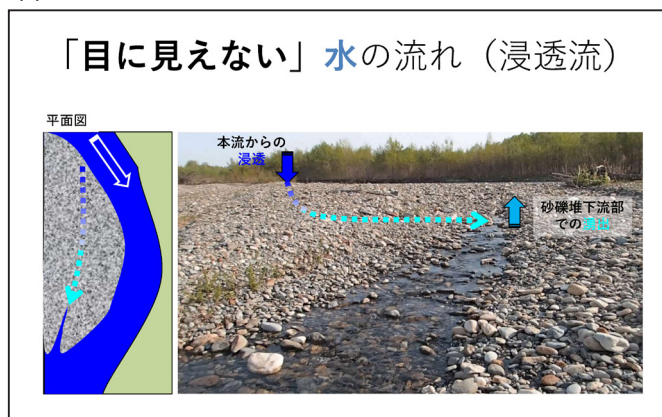 「目に見えない」水の流れ（浸透流）
平面図
本流からの
浸透
砂礫堆下流部
での湧出